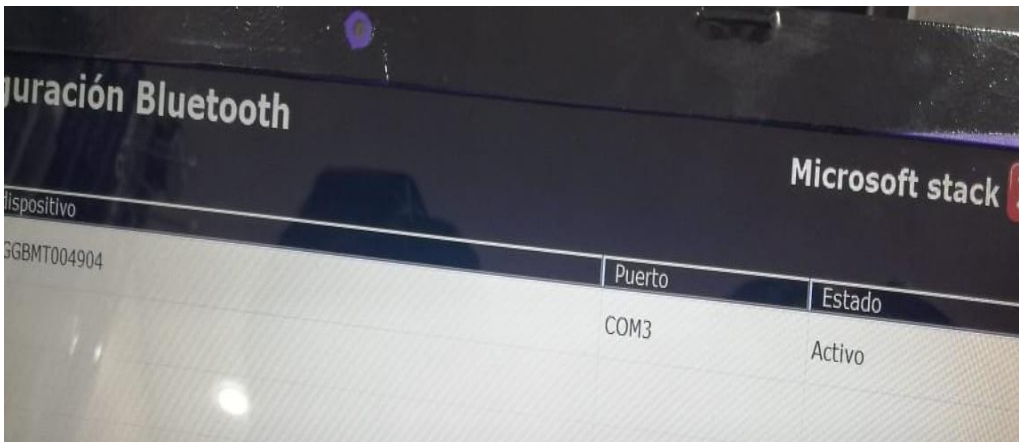 guración Bluetooth
Microsoft stack
dispositivo
Puerto
Estado
GGBMT004904
COM3
Activo